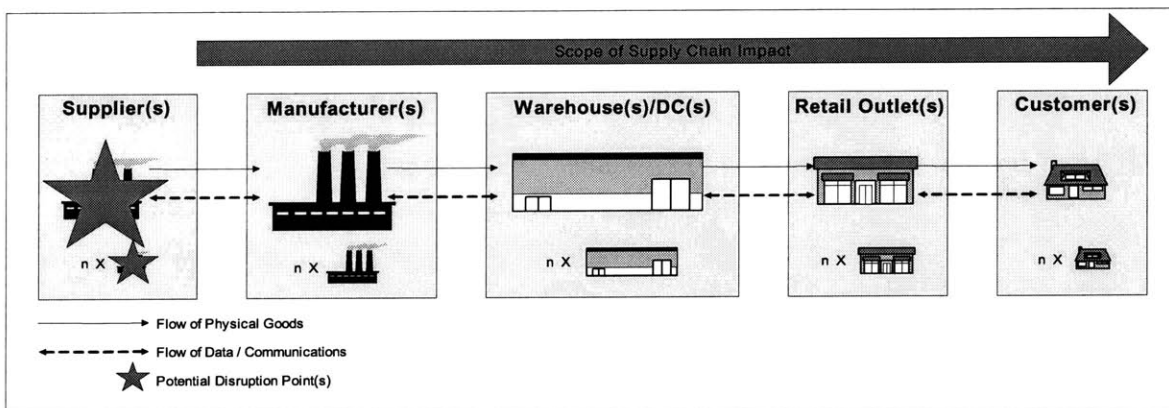 Scope of Supply Chain Impact
Supplier(s)
Manufacturer(s)
Warehouse(s)/DC(s)
Retail Outlet(s)
Customer(s)
n X
n X
n X
n X
n X
Flow of Physical Goods
Flow of Data / Communications
Potential Disruption Point(s)